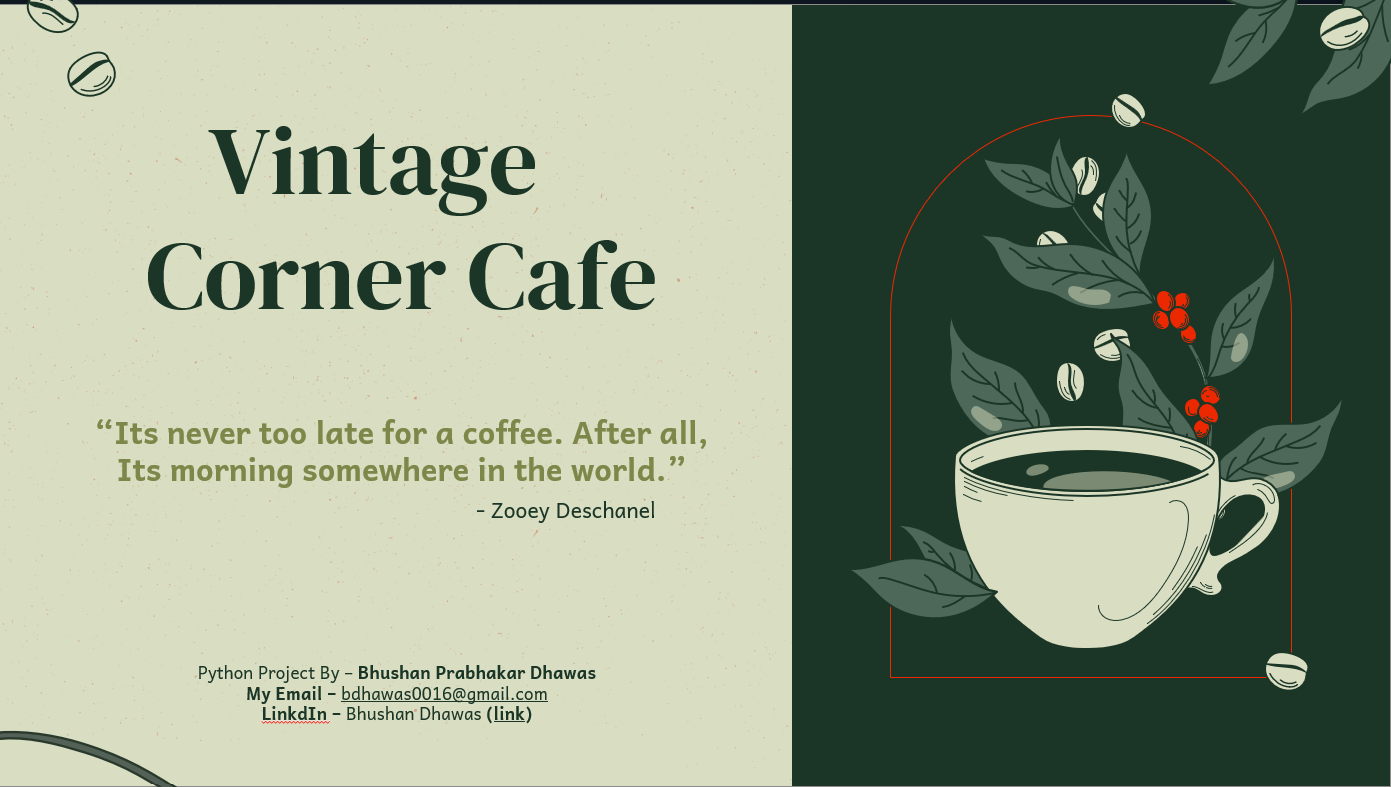 Vintage
Corner Cafe
“Its never too late for a coffee. After all,
Its morning somewhere in the world.”
- Zooey Deschanel
Python Project By – Bhushan Prabhakar Dhawas
My Email – bdhawas0016@gmail.com
LinkdIn – Bhushan Dhawas (link)